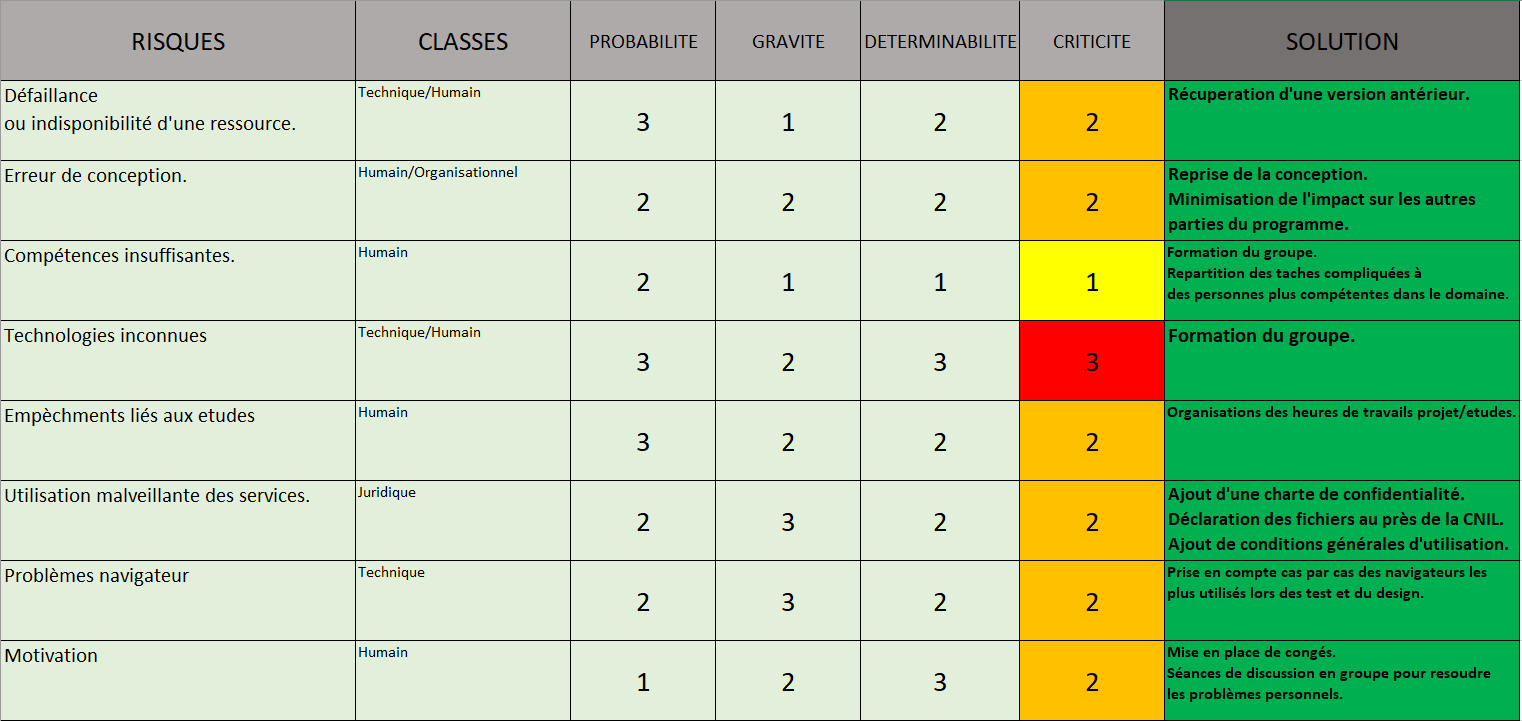 RISQUES CLASSES PROBABILITE GRAVITE DETERMINABILITE CRITICITE SOLUTION
Défaillance
ou indisponibilité d'une ressource.
Technique/Humain
3 1 2 2
Récuperation d'une version antérieur.
Erreur de conception.
Humain/Organisationnel
2 2 2 2
Reprise de la conception.
Minimisation de l'impact sur les autres
parties du programme.
Compétences insuffisantes.
Humain
2 1 1 1
Formation du groupe.
Repartition des taches compliquées à
des personnes plus compétentes dans le domaine.
Technologies inconnues
Technique/Humain
3 2 3 3
Formation du groupe.
Empèchments liés aux etudes
Humain
3 2 2 2
Organisations des heures de travails projet/etudes.
Utilisation malveillante des services.
Juridique
2 3 2 2
Ajout d'une charte de confidentialité.
Déclaration des fichiers au près de la CNIL.
Ajout de conditions générales d'utilisation.
Problèmes navigateur
Technique
2 3 2 2
Prise en compte cas par cas des navigateurs les
plus utilisés lors des test et du design.
Motivation
Humain
1 2 3 2
Mise en place de congés.
Séances de discussion en groupe pour resoudre
les problèmes personnels.